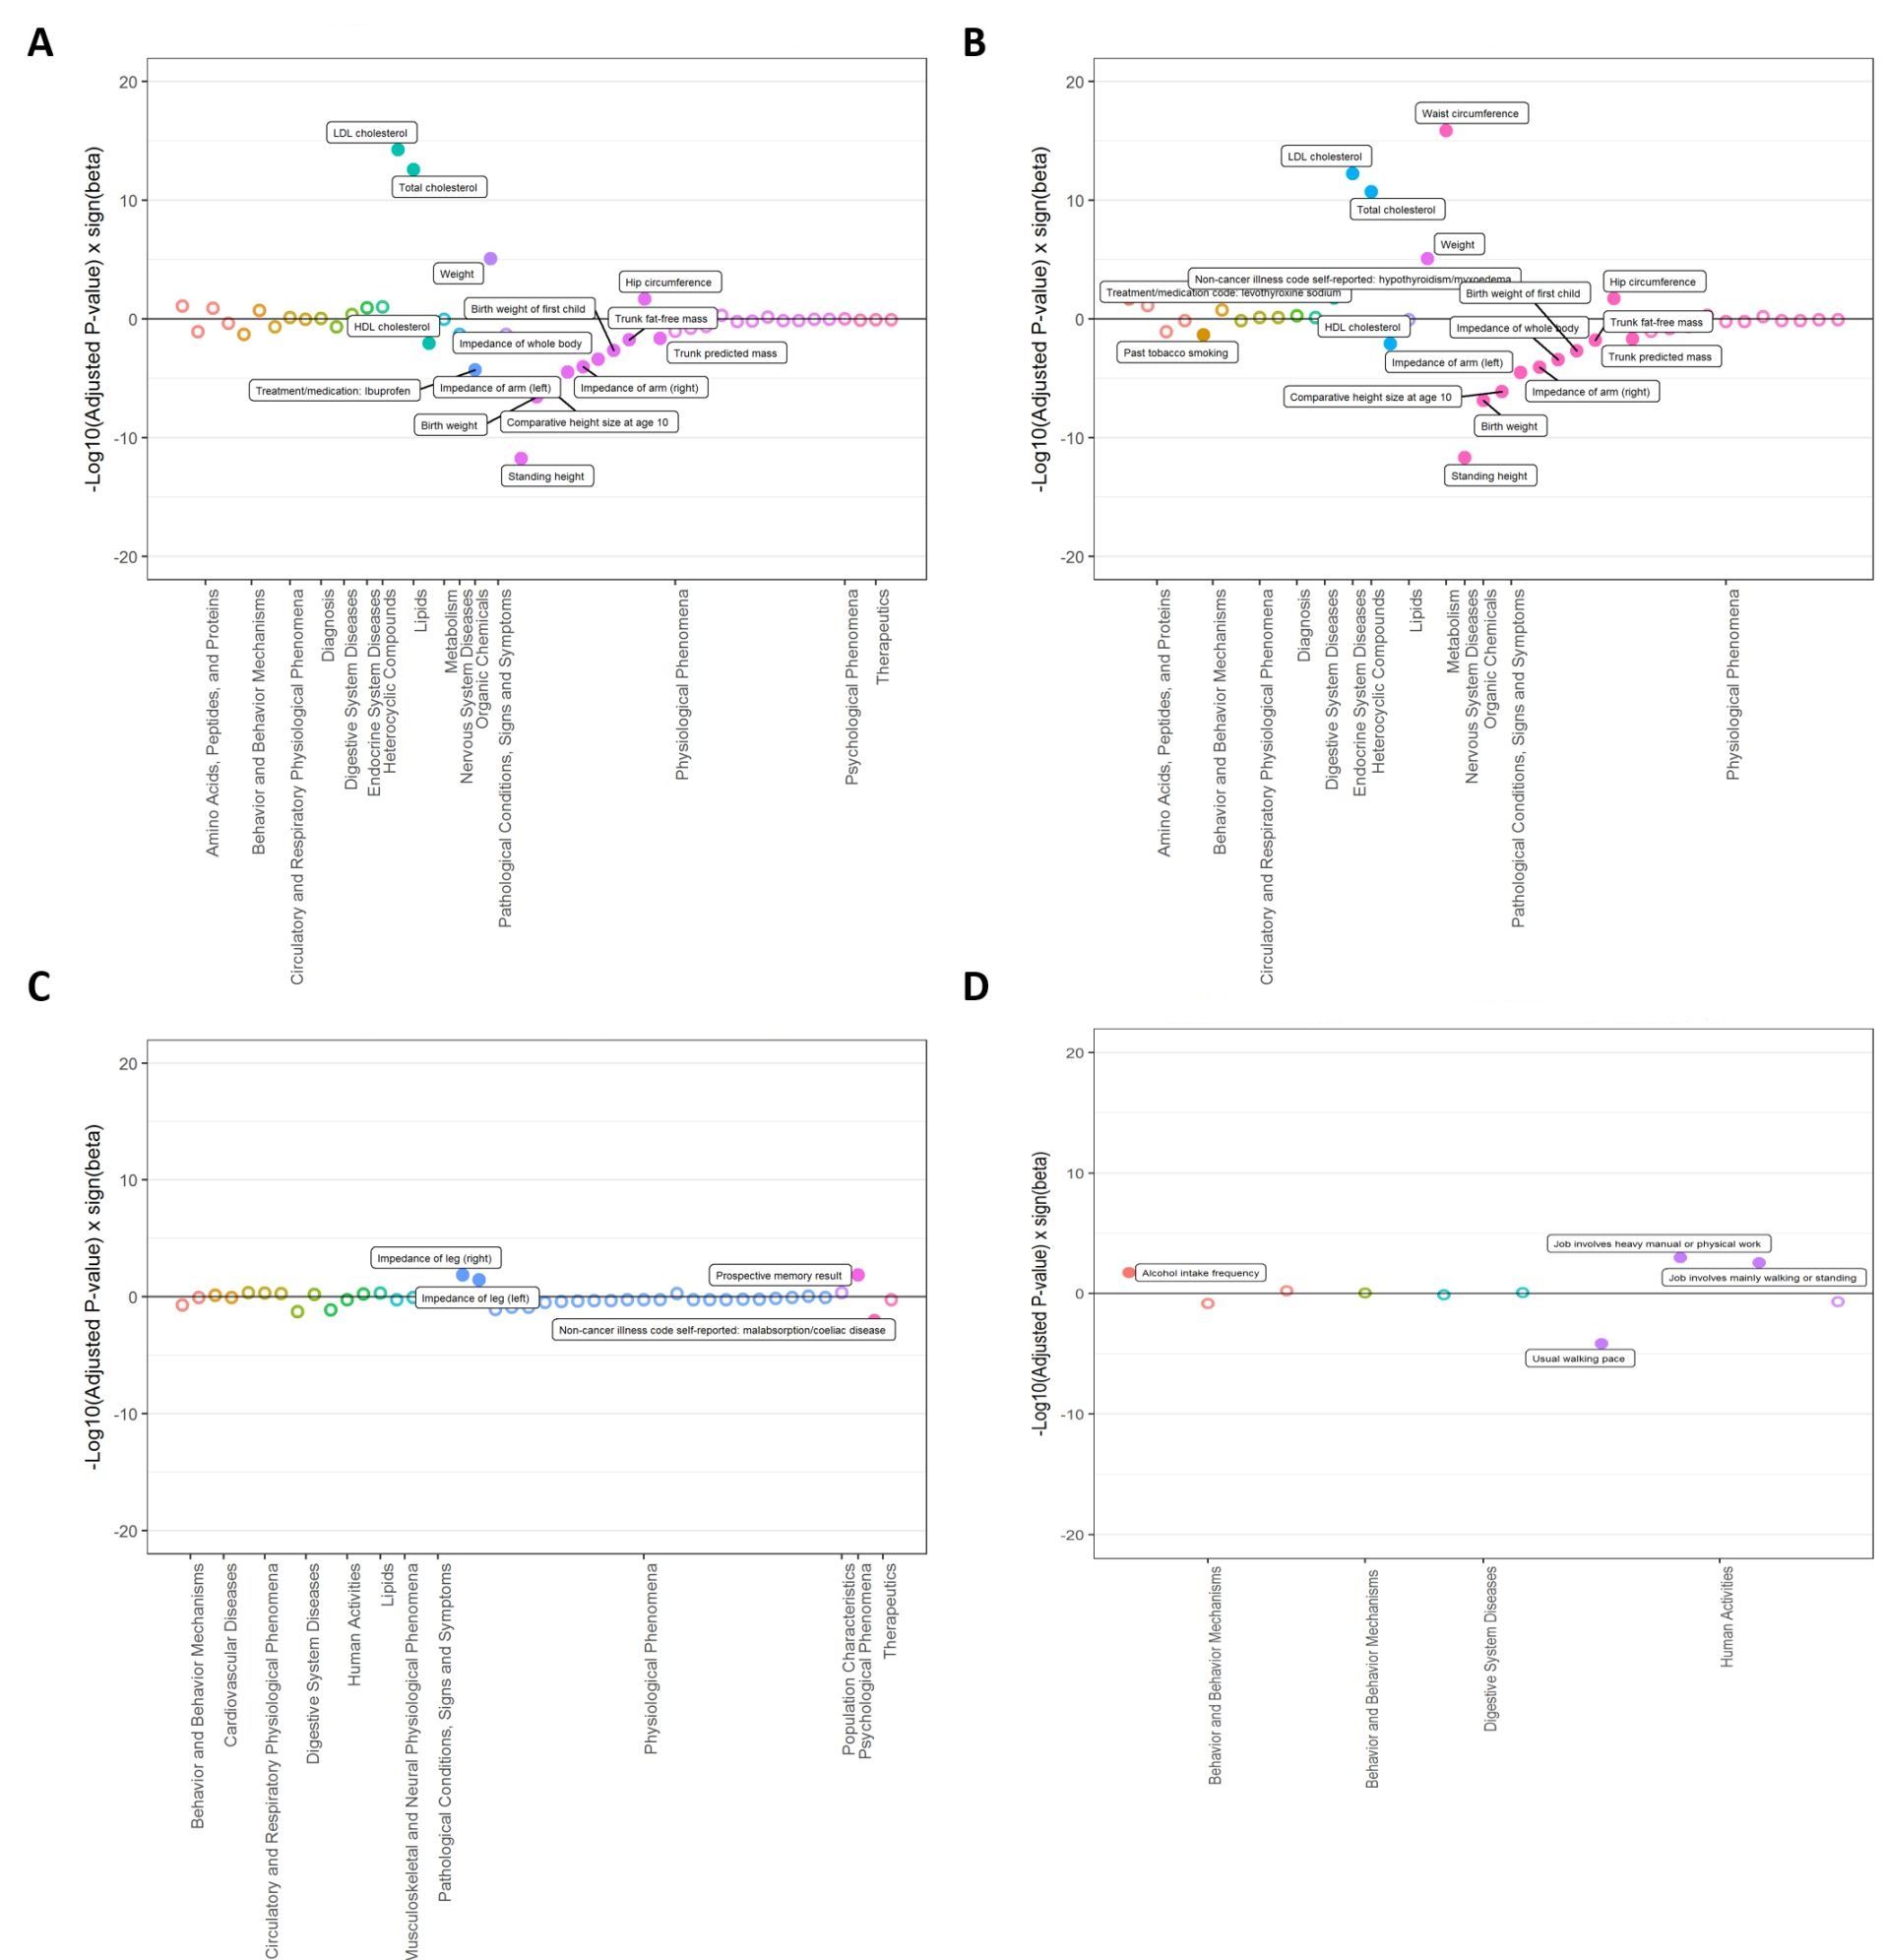 A
-Log10(Adjusted P-value) x sign(beta)
20
10
0
-10
-20
LDL cholesterol
Total cholesterol
Weight
Hip circumference
Birth weight of first child
Trunk fat-free mass
HDL cholesterol
Impedance of whole body
Trunk predicted mass
Treatment/medication: Ibuprofen
Impedance of arm (left)
Impedance of arm (right)
Birth weight
Comparative height size at age 10
Standing height
Amino Acids, Peptides, and Proteins
Behavior and Behavior Mechanisms
Circulatory and Respiratory Physiological Phenomena
Diagnosis
Digestive System Diseases
Endocrine System Diseases
Heterocyclic Compounds
Lipids
Metabolism
Nervous System Diseases
Organic Chemicals
Pathological Conditions, Signs and Symptoms
Physiological Phenomena
Psychological Phenomena
Therapeutics
B
-Log10(Adjusted P-value) x sign(beta)
20
10
0
-10
-20
Waist circumference
LDL cholesterol
Total cholesterol
Weight
Non-cancer illness code self-reported: hypothyroidism/myxoedema
Hip circumference
Treatment/medication code: levothyroxine sodium
Birth weight of first child
HDL cholesterol
Impedance of whole body
Trunk fat-free mass
Past tobacco smoking
Impedance of arm (left)
Trunk predicted mass
Comparative height size at age 10
Impedance of arm (right)
Birth weight
Standing height
Amino Acids, Peptides, and Proteins
Behavior and Behavior Mechanisms
Circulatory and Respiratory Physiological Phenomena
Diagnosis
Digestive System Diseases
Endocrine System Diseases
Heterocyclic Compounds
Lipids
Metabolism
Nervous System Diseases
Organic Chemicals
Pathological Conditions, Signs and Symptoms
Physiological Phenomena
C
-Log10(Adjusted P-value) x sign(beta)
20
10
0
-10
-20
Impedance of leg (right)
Prospective memory result
Impedance of leg (left)
Non-cancer illness code self-reported: malabsorption/coeliac disease
Behavior and Behavior Mechanisms
Cardiovascular Diseases
Circulatory and Respiratory Physiological Phenomena
Digestive System Diseases
Human Activities
Lipids
Musculoskeletal and Neural Physiological Phenomena
Pathological Conditions, Signs and Symptoms
Physiological Phenomena
Population Characteristics
Psychological Phenomena
Therapeutics
D
-Log10(Adjusted P-value) x sign(beta)
20
10
0
-10
-20
Job involves heavy manual or physical work
Alcohol intake frequency
Job involves mainly walking or standing
Usual walking pace
Behavior and Behavior Mechanisms
Behavior and Behavior Mechanisms
Digestive System Diseases
Human Activities